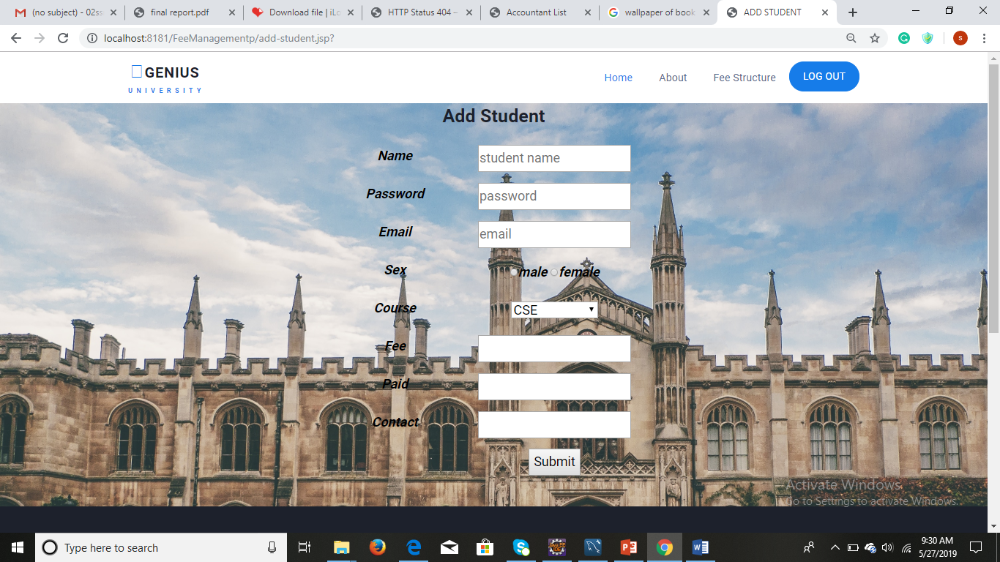 (no subject) - 02ss
final report.pdf
Download file | iLo
HTTP Status 404 –
Accountant List
wallpaper of book
ADD STUDENT
localhost:8181/FeeManagementp/add-student.jsp?
s
GENIUS
UNIVERSITY
Home
About
Fee Structure
LOG OUT
Add Student
Name
student name
Password
password
Email
email
Sex
male
female
Course
CSE
Fee
Paid
Contact
Submit
Activate Windows
Go to Settings to activate Windows.
Type here to search
9:30 AM
5/27/2019